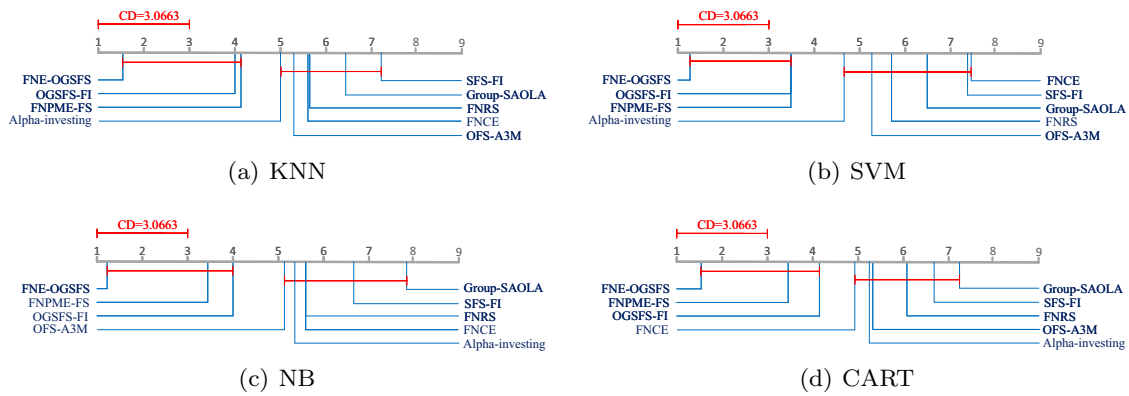 CD=3.0663
1 2 3 4 5 6 7 8 9
FNE-OGSFS
OGSFS-FI
FNPME-FS
Alpha-investing
SFS-FI
Group-SAOLA
FNRS
FNCE
OFS-A3M
(a) KNN
CD=3.0663
1 2 3 4 5 6 7 8 9
FNE-OGSFS
OGSFS-FI
FNPME-FS
Alpha-investing
FNCE
SFS-FI
Group-SAOLA
FNRS
OFS-A3M
(b) SVM
CD=3.0663
1 2 3 4 5 6 7 8 9
FNE-OGSFS
FNPME-FS
OGSFS-FI
OFS-A3M
Group-SAOLA
SFS-FI
FNRS
FNCE
Alpha-investing
(c) NB
CD=3.0663
1 2 3 4 5 6 7 8 9
FNE-OGSFS
FNPME-FS
OGSFS-FI
FNCE
Group-SAOLA
SFS-FI
FNRS
OFS-A3M
Alpha-investing
(d) CART